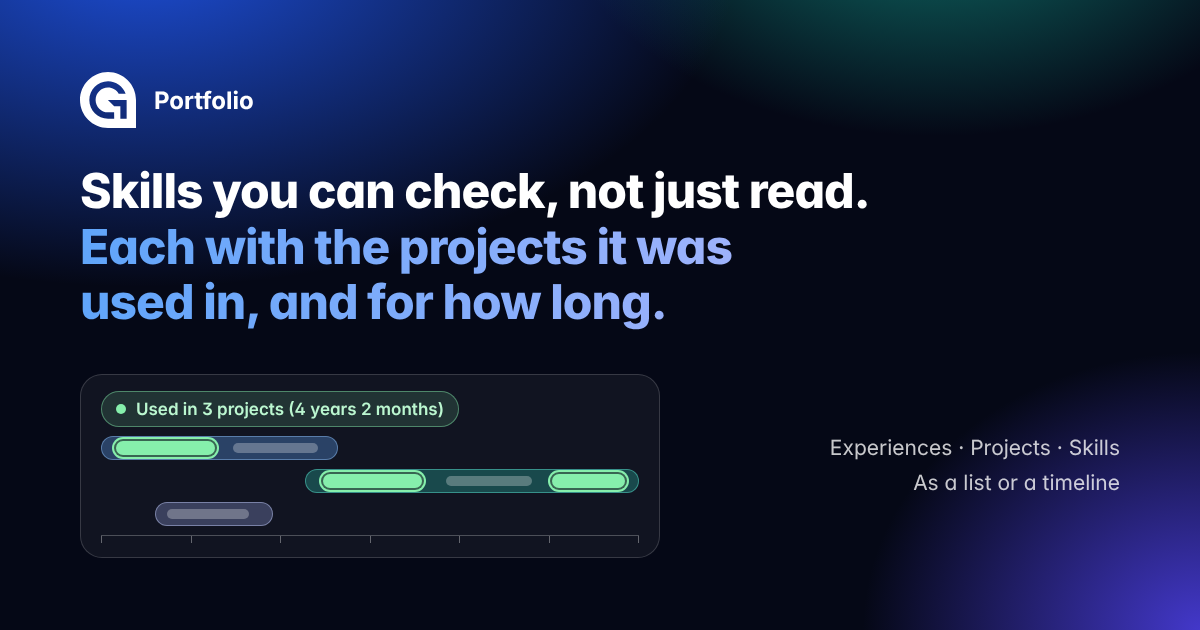 Portfolio
Skills you can check, not just read.
Each with the projects it was
used in, and for how long.
Used in 3 projects (4 years 2 months)
Experiences · Projects · Skills
As a list or a timeline